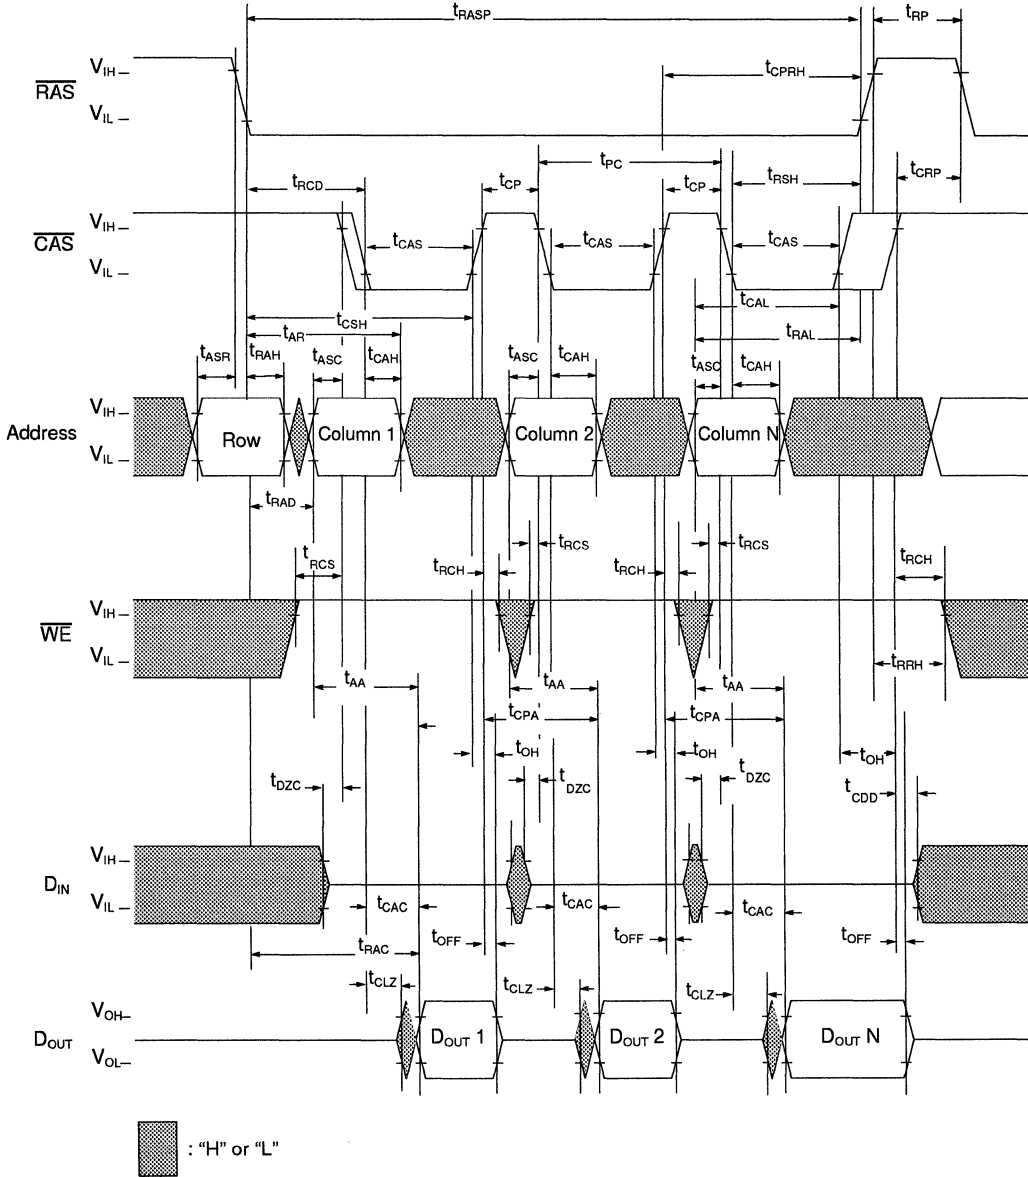 tRASP tRP
VIH
RAS
VIL
tCPRH
tPC
tRCD tCP tCP tRSH tCRP
VIH
CAS
VIL
tCAS tCAS tCAS
tCSH tCAL
tAR tRAL
tASR tRAH tASC tCAH tASC tCAH tASC tCAH
VIH
Address
VIL
Row Column 1 Column 2 Column N
tRAD
tRCS tRCH tRCS tRCH tRCS tRCH
VIH
WE
VIL
tRRH
tAA tAA tAA
tCPA tCPA
tOH tOH tOH
tDZC tDZC tDZC tCDD
VIH
DIN
VIL
tCAC tCAC tCAC
tRAC tOFF tOFF tOFF
tCLZ tCLZ tCLZ
VOH
DOUT
VOL
DOUT 1 DOUT 2 DOUT N
: “H” or “L”